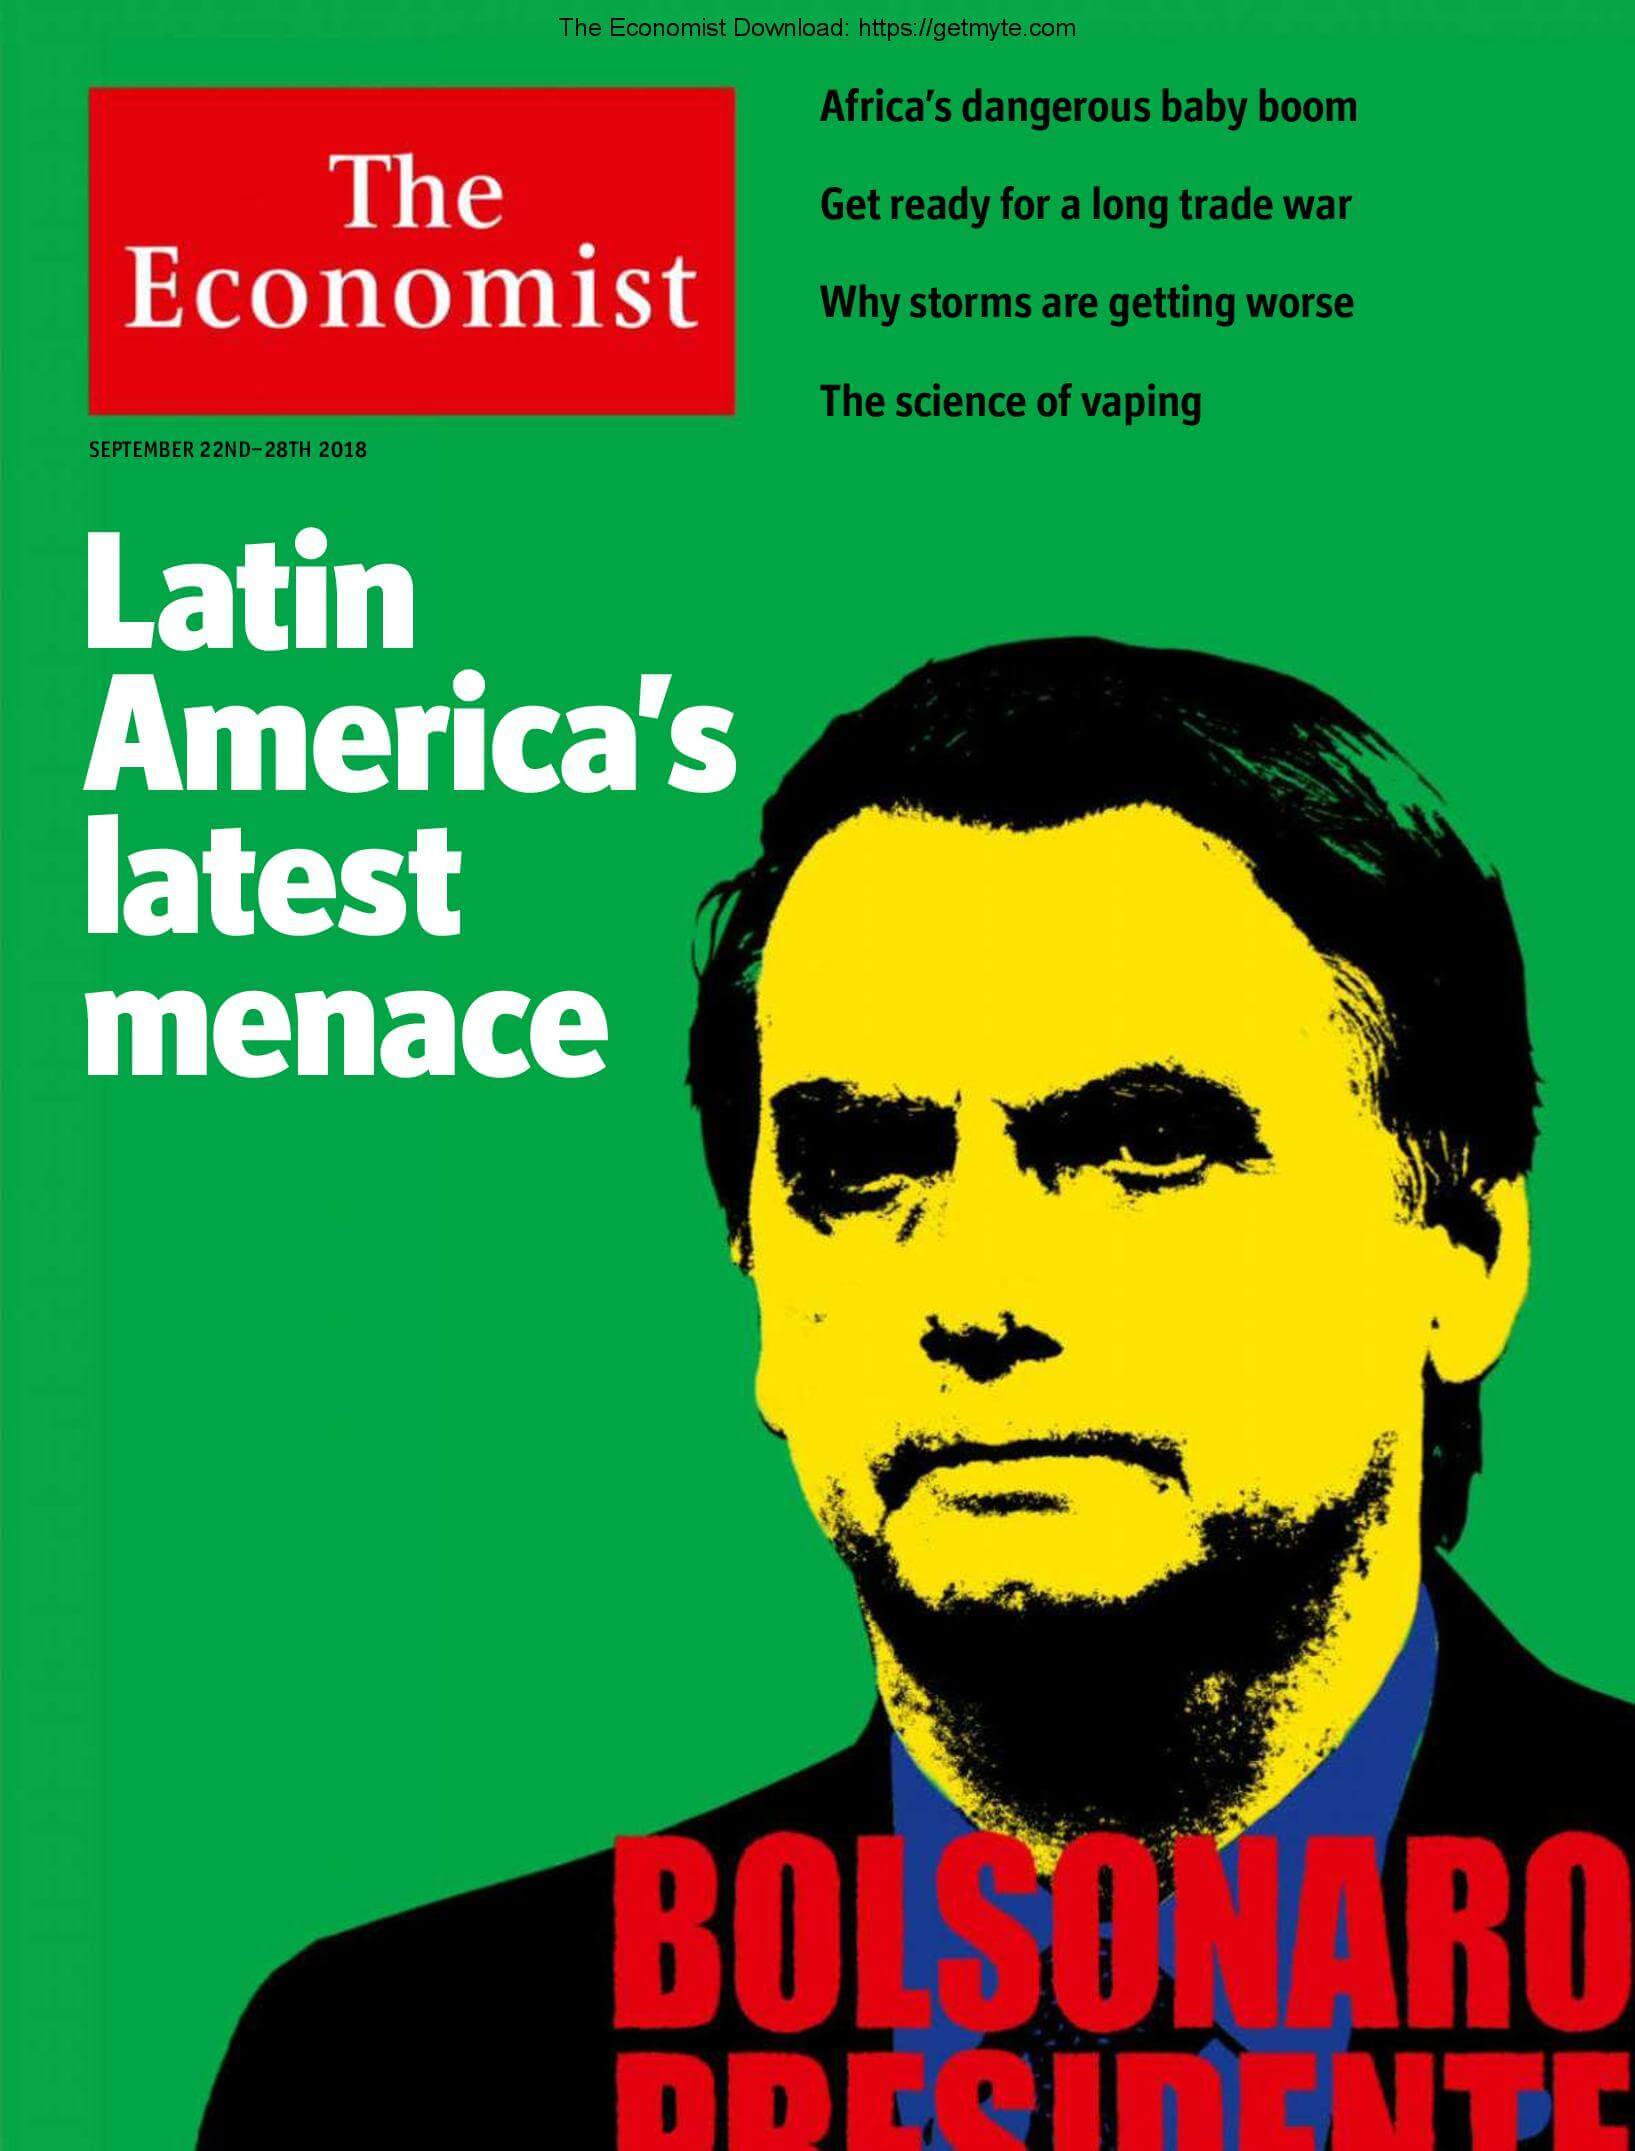 The Economist Download: https://getmyte.com
The
Economist
SEPTEMBER 22ND–28TH 2018
Africa's dangerous baby boom
Get ready for a long trade war
Why storms are getting worse
The science of vaping
Latin
America's
latest
menace
BOLSONARO
PRESIDENTE